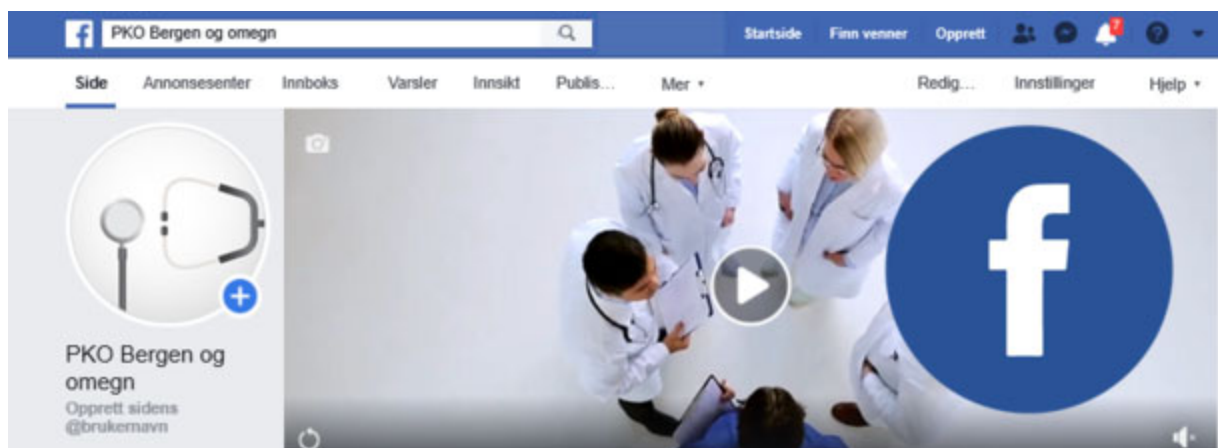 f PKO Bergen og omegn Startside Finn venner Opprett 7 ?
Side Annonsesenter Innboks Varsler Innsikt Publis... Mer Redig... Innstillinger Hjelp
f
PKO Bergen og
omegn
Opprett sidens
@brukernavn